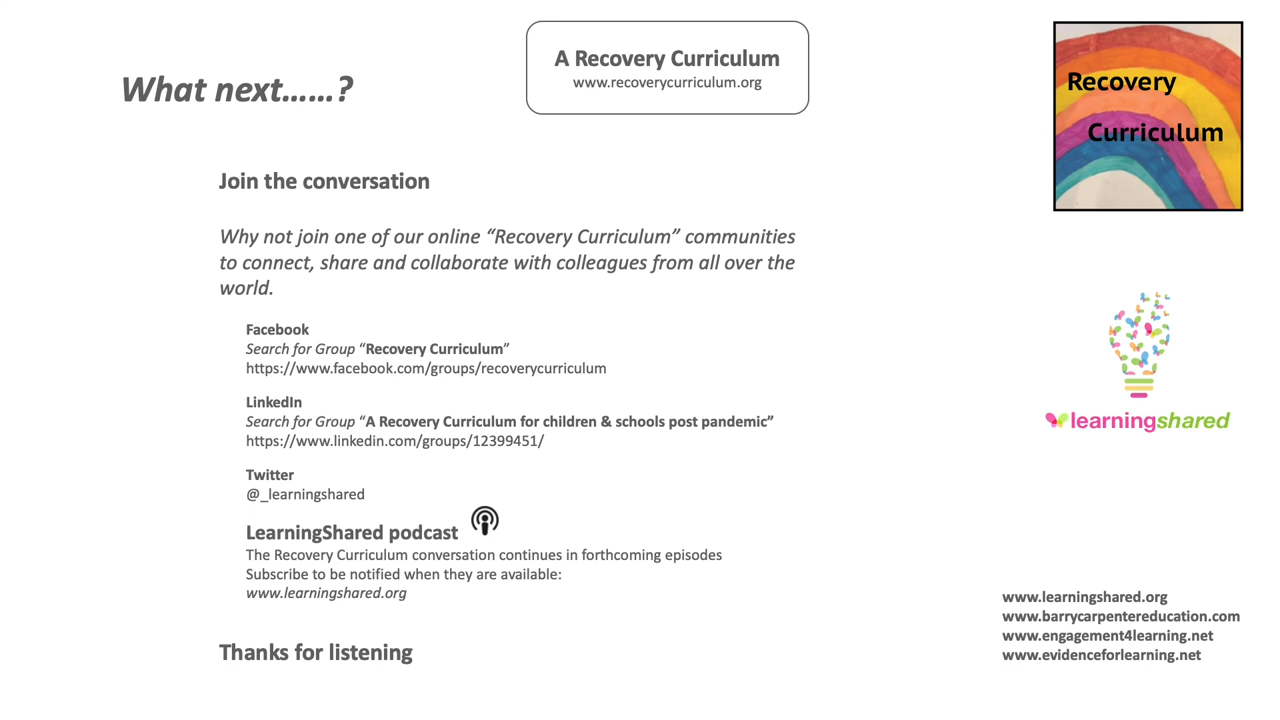 What next......?
A Recovery Curriculum
www.recoverycurriculum.org
Recovery
Curriculum
Join the conversation
Why not join one of our online “Recovery Curriculum” communities
to connect, share and collaborate with colleagues from all over the
world.
Facebook
Search for Group “Recovery Curriculum”
https://www.facebook.com/groups/recoverycurriculum
LinkedIn
Search for Group “A Recovery Curriculum for children & schools post pandemic”
https://www.linkedin.com/groups/12399451/
Twitter
@_learningshared
LearningShared podcast
The Recovery Curriculum conversation continues in forthcoming episodes
Subscribe to be notified when they are available:
www.learningshared.org
Thanks for listening
learningshared
www.learningshared.org
www.barrycarpentereducation.com
www.engagement4learning.net
www.evidenceforlearning.net